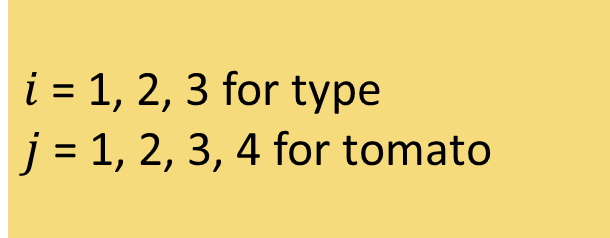 i = 1, 2, 3 for type
j = 1, 2, 3, 4 for tomato